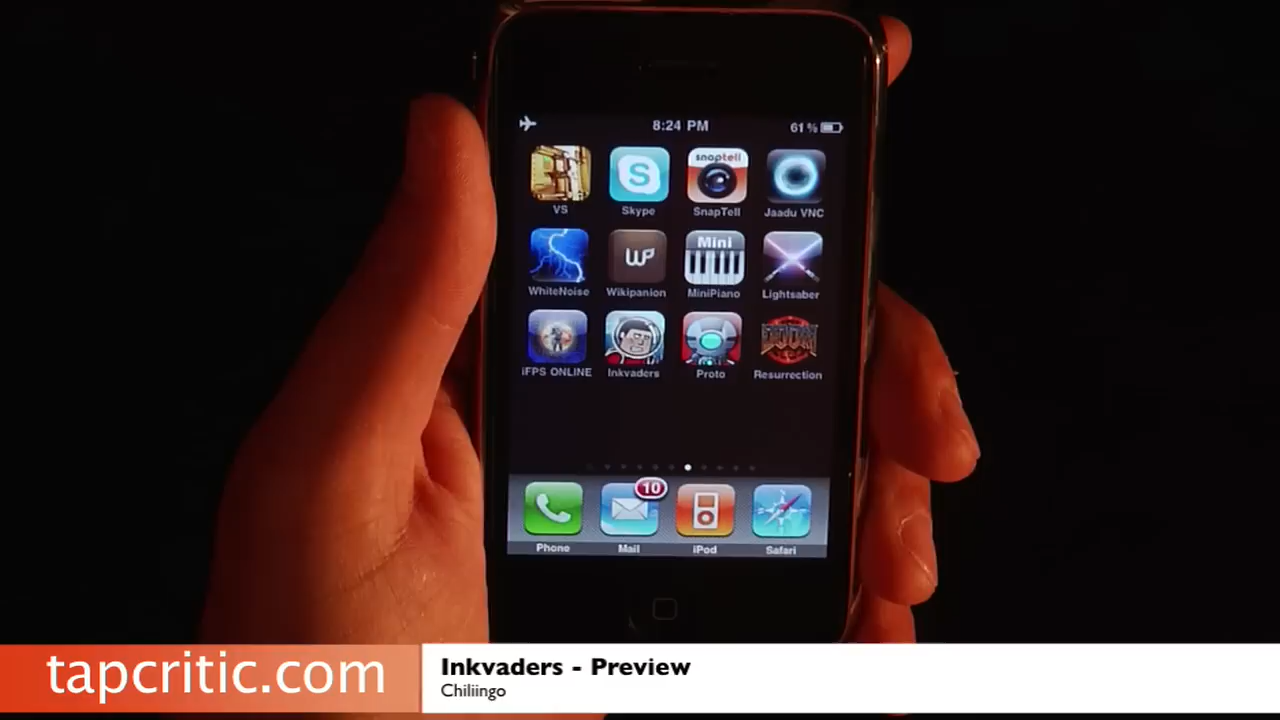 8:24 PM 61%
snaptell
VS Skype SnapTell Jaadu VNC
Mini
WhiteNoise Wikipanion MiniPiano Lightsaber
DOOM
iFPS ONLINE Inkvaders Proto Resurrection
10
Phone Mail iPod Safari
tapcritic.com
Inkvaders - Preview
Chiliingo